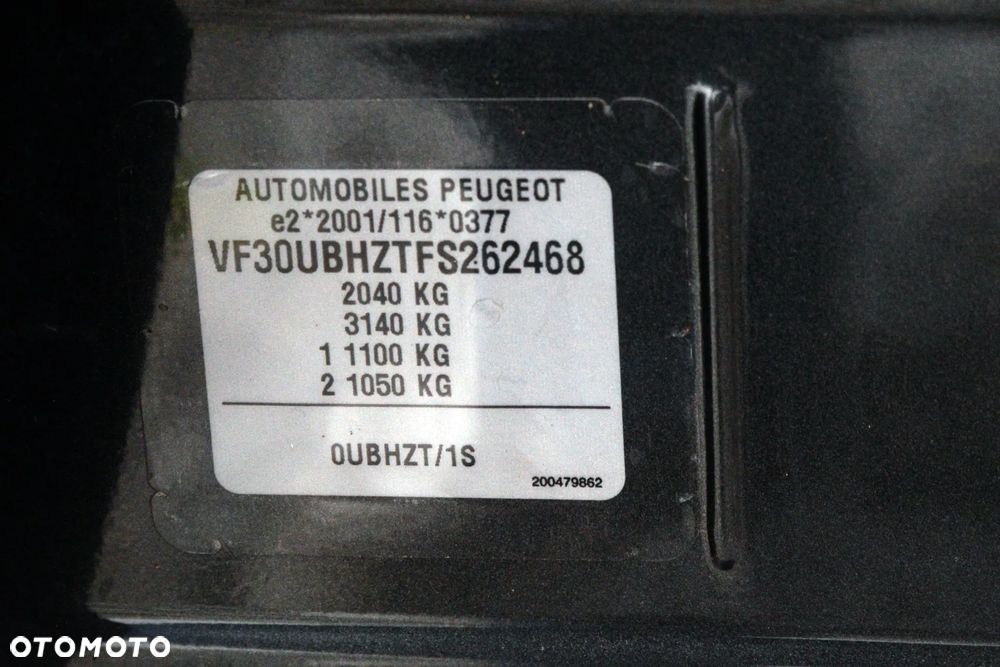 AUTOMOBILES PEUGEOT
e2*2001/116*0377
VF30UBHZTFS262468
2040 KG
3140 KG
1 1100 KG
2 1050 KG
0UBHZT/1S
200479862
OTOMOTO